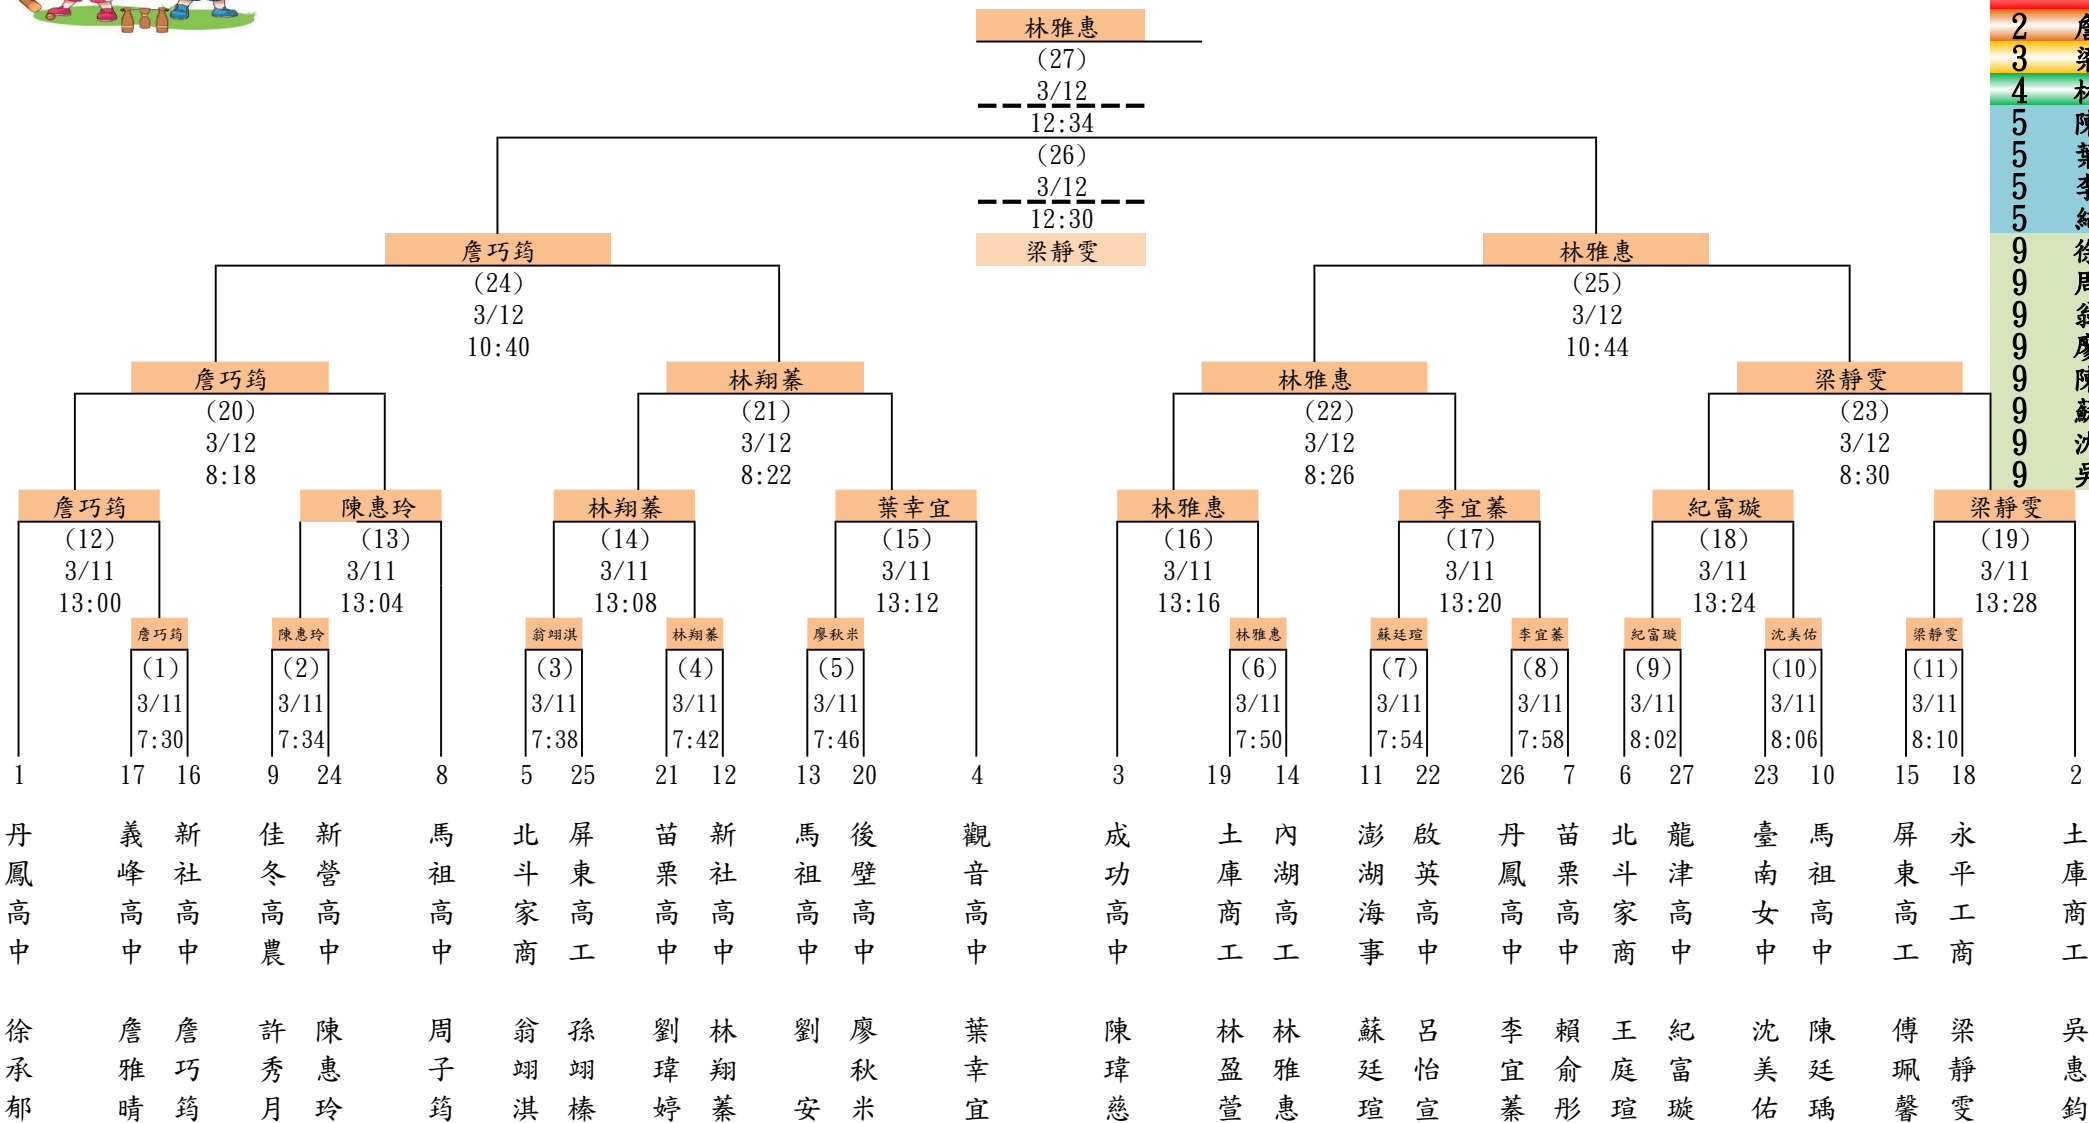 林雅惠
(27)
3/12
12:34
(26)
3/12
12:30
梁靜雯
詹巧筠
(24)
3/12
10:40
林雅惠
(25)
3/12
10:44
詹巧筠 林翔蓁 林雅惠 梁靜雯
(20) (21) (22) (23)
3/12 3/12 3/12 3/12
8:18 8:22 8:26 8:30
詹巧筠 陳惠玲 林翔蓁 葉幸宜 林雅惠 李宜蓁 紀富璇 梁靜雯
(12) (13) (14) (15) (16) (17) (18) (19)
3/11 3/11 3/11 3/11 3/11 3/11 3/11 3/11
13:00 13:04 13:08 13:12 13:16 13:20 13:24 13:28
詹巧筠 陳惠玲 翁翊淇 林翔蓁 廖秋米 林雅惠 蘇廷瑄 李宜蓁 紀富璇 沈美佑 梁靜雯
(1) (2) (3) (4) (5) (6) (7) (8) (9) (10) (11)
3/11 3/11 3/11 3/11 3/11 3/11 3/11 3/11 3/11 3/11 3/11
7:30 7:34 7:38 7:42 7:46 7:50 7:54 7:58 8:02 8:06 8:10
1 17 16 9 24 8 5 25 21 12 13 20 4 3 19 14 11 22 26 7 6 27 23 10 15 18 2
丹鳳高中 義峰高中 新社高中 佳冬高農 新營高中 馬祖高中 北斗家商 屏東高工 苗栗高中 新社高中 馬祖高中 後壁高中 觀音高中 成功高中 土庫商工 內湖高工 澎湖海事 啟英高中 丹鳳高中 苗栗高中 北斗家商 龍津高中 臺南女中 馬祖高中 屏東高工 永平工商 土庫商工
徐承郁 詹雅晴 詹巧筠 許秀月 陳惠玲 周子筠 翁翊淇 孫翊榛 劉瑋婷 林翔蓁 劉安 廖秋米 葉幸宜 陳瑋慈 林盈萱 林雅惠 蘇廷瑄 呂怡宣 李宜蓁 賴俞彤 王庭瑄 紀富璇 沈美佑 陳廷瑀 傅珮馨 梁靜雯 吳惠鈞
2
3
4
5
5
5
5
9
9
9
9
9
9
9
9